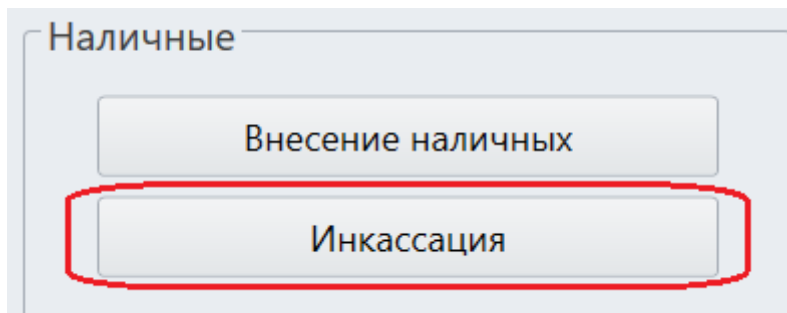 Наличные
Внесение наличных
Инкассация